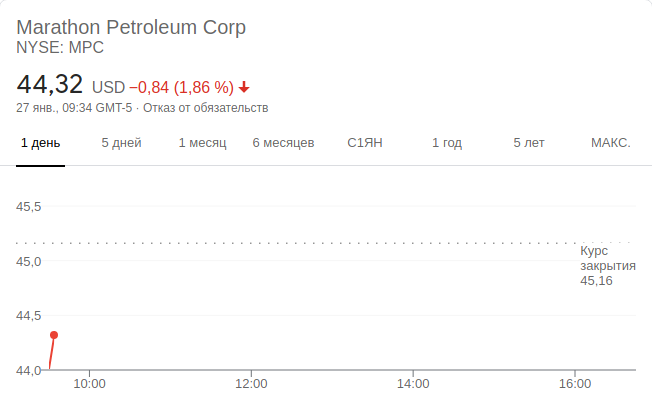 Marathon Petroleum Corp
NYSE: MPC
44,32 USD −0,84 (1,86 %)
27 янв., 09:34 GMT-5 · Отказ от обязательств
1 день 5 дней 1 месяц 6 месяцев С1ЯН 1 год 5 лет МАКС.
45,5
Курс
закрытия
45,16
45,0
44,5
44,0
10:00 12:00 14:00 16:00